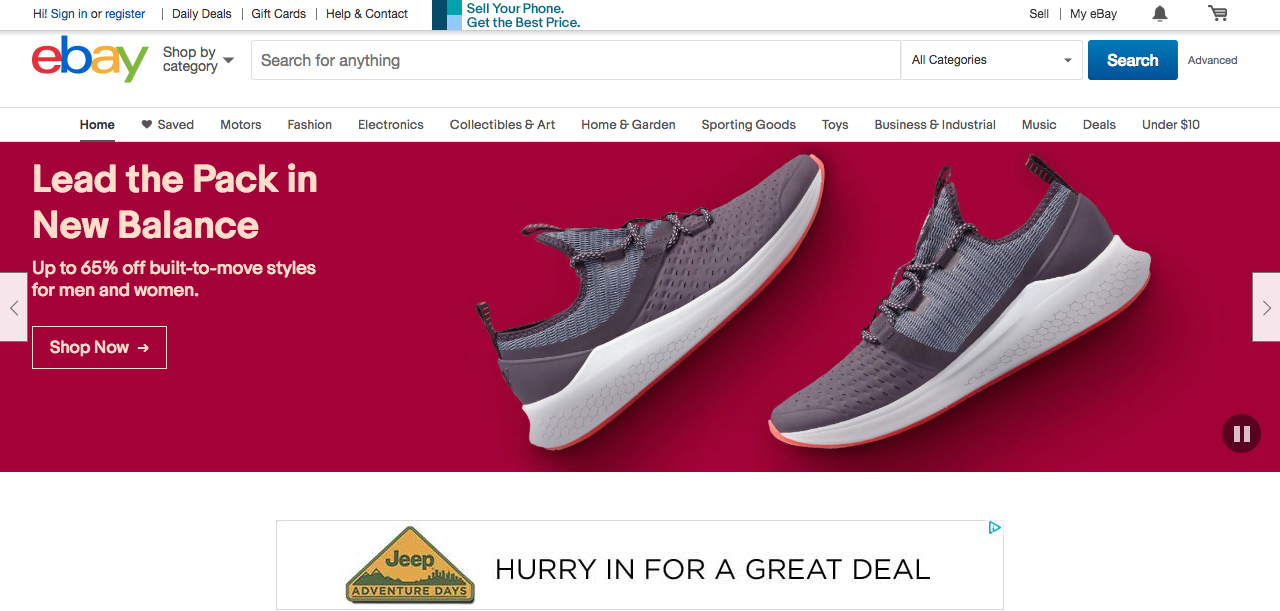 Hi! Sign in or register
Daily Deals
Gift Cards
Help & Contact
Sell Your Phone.
Get the Best Price.
Sell
My eBay
ebay
Shop by
category
Search for anything
All Categories
Search
Advanced
Home
Saved
Motors
Fashion
Electronics
Collectibles & Art
Home & Garden
Sporting Goods
Toys
Business & Industrial
Music
Deals
Under $10
Lead the Pack in
New Balance
Up to 65% off built-to-move styles
for men and women.
Shop Now →
Jeep
ADVENTURE DAYS
HURRY IN FOR A GREAT DEAL